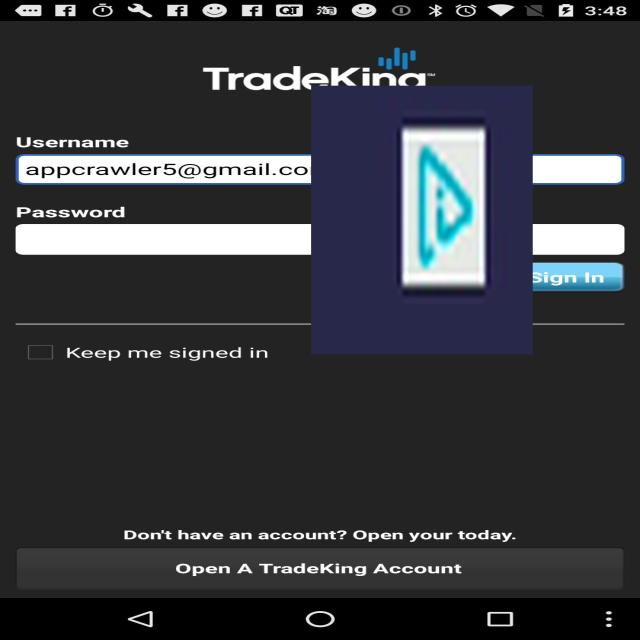 3:48
TradeKing™
Username
appcrawler5@gmail.co
Password
Sign In
Keep me signed in
Don't have an account? Open your today.
Open A TradeKing Account